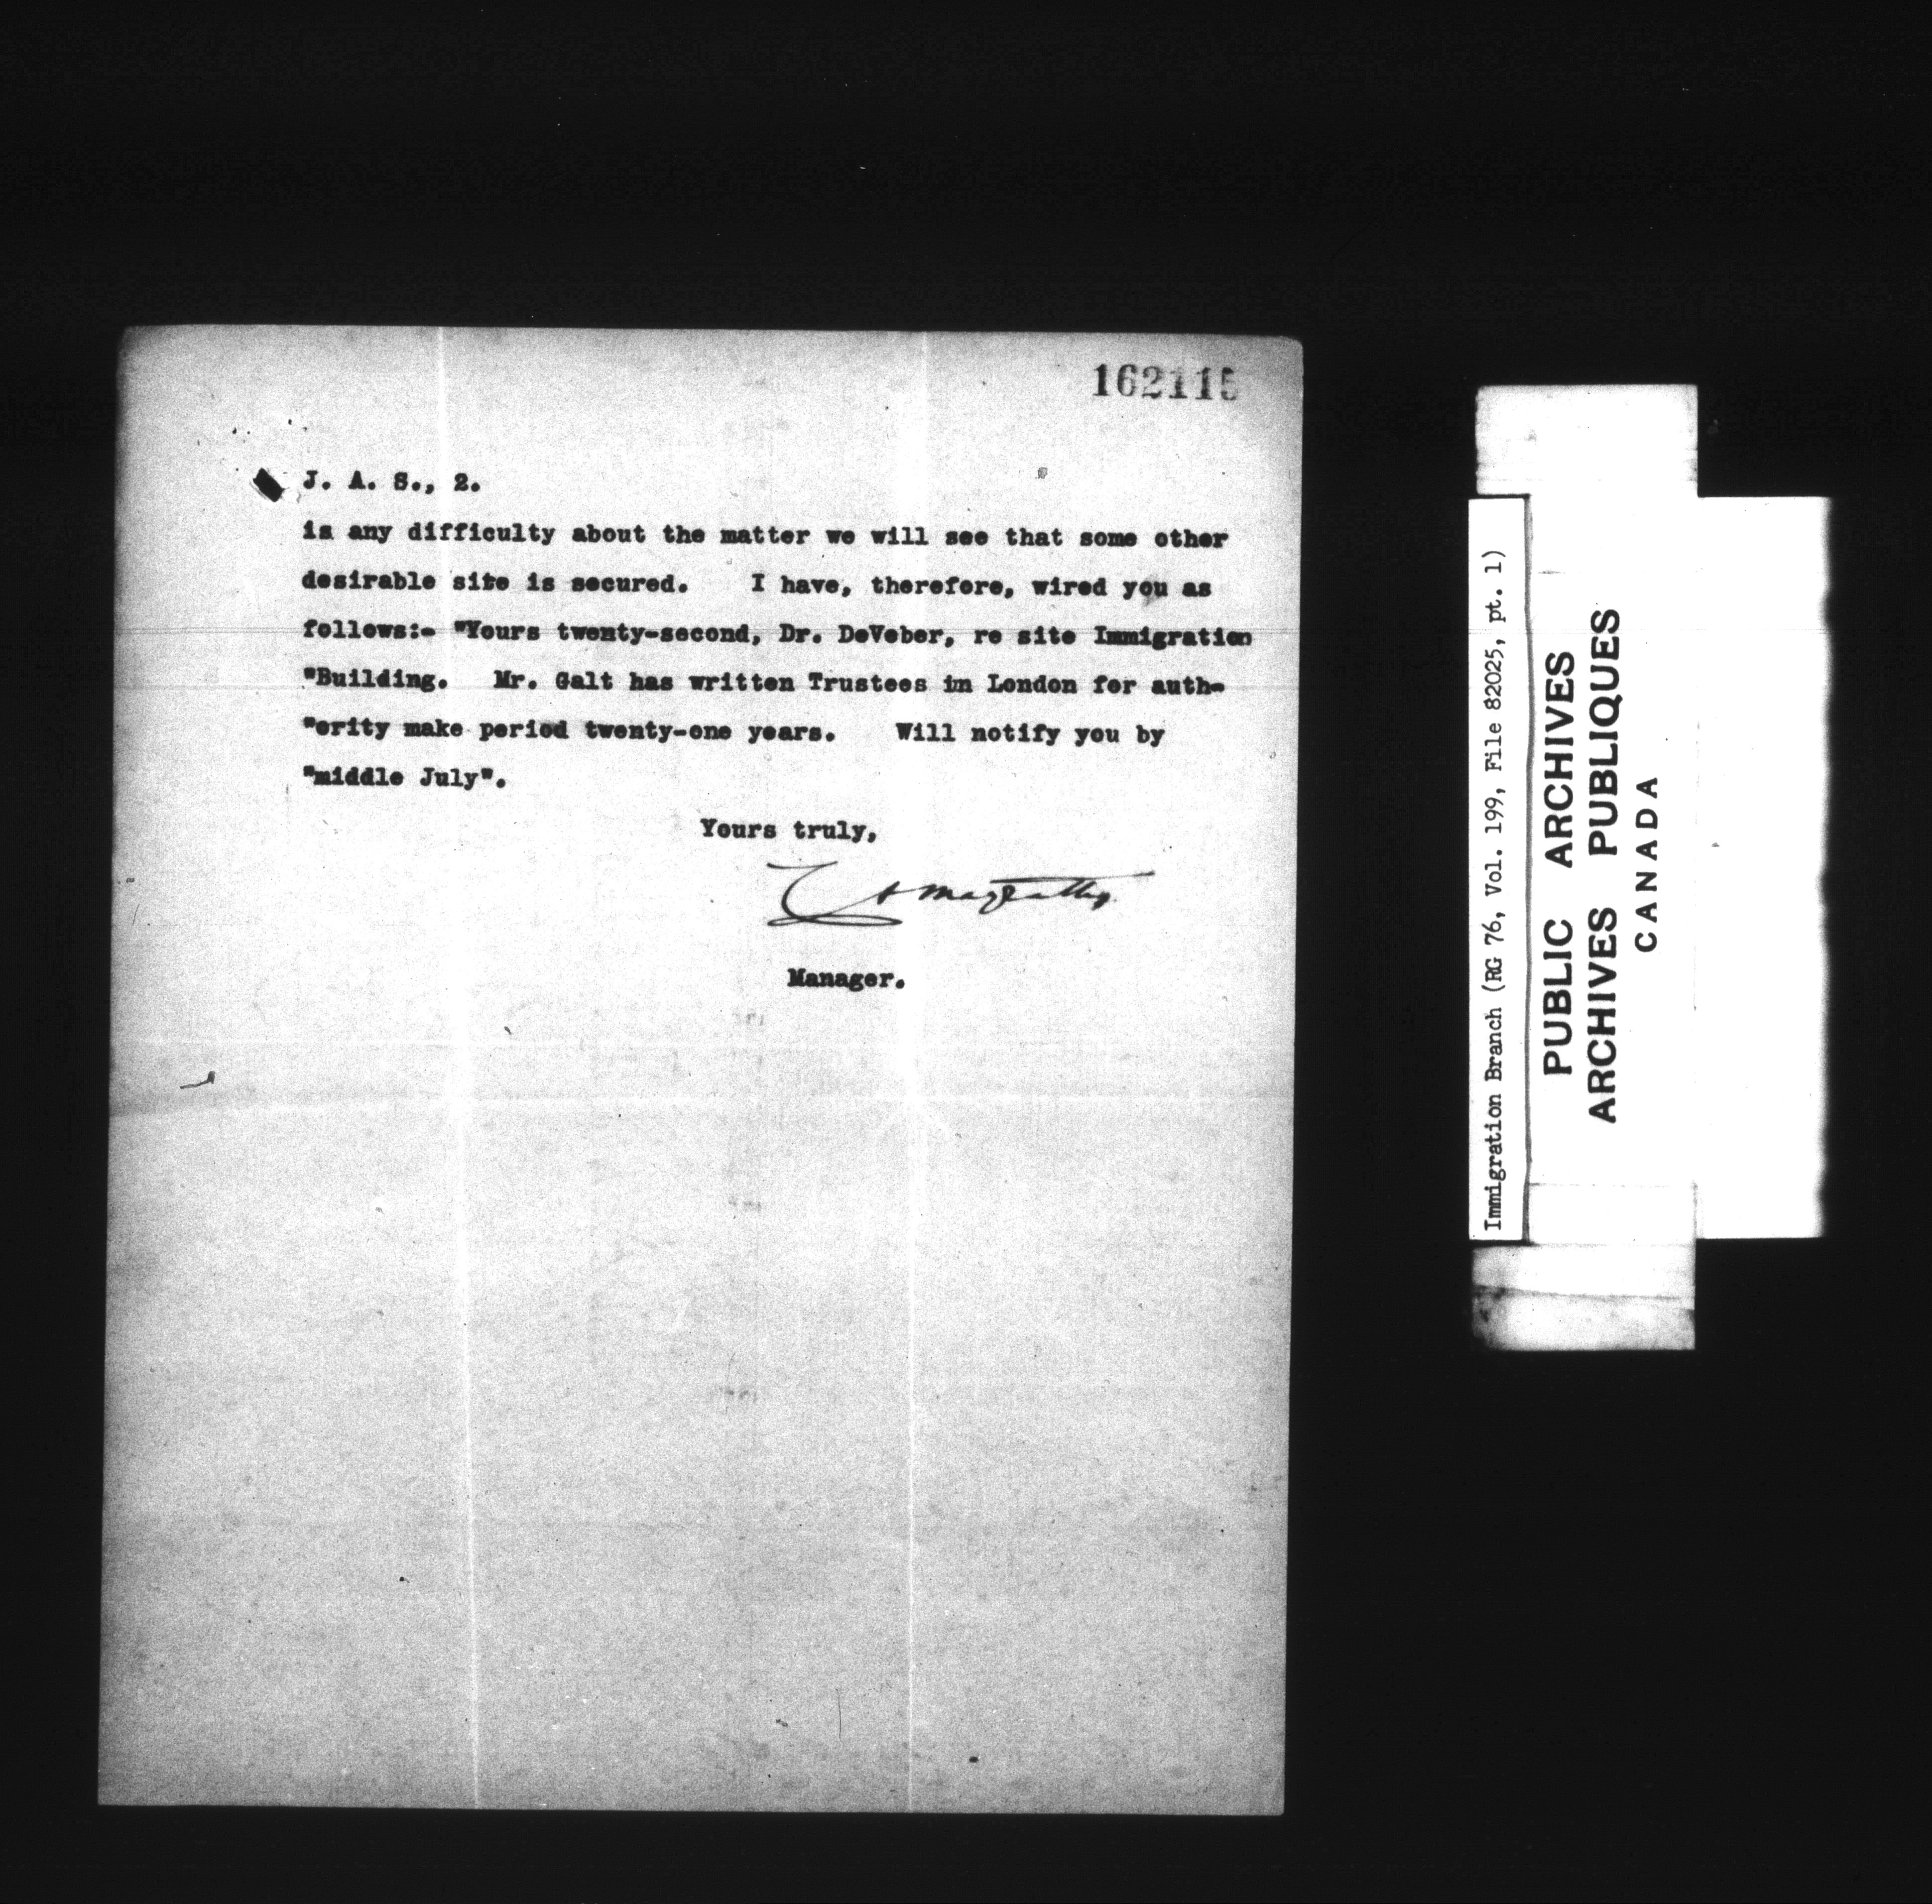 162115
J. A. S., 2.
is any difficulty about the matter we will see that some other
desirable site is secured. I have, therefore, wired you as
follows:- "Yours twenty-second, Dr. DeVeber, re site Immigration
"Building. Mr. Galt has written Trustees in London for auth-
"ority make period twenty-one years. Will notify you by
"middle July".
Yours truly,
C A Magrath
Manager.
Immigration Branch (RG 76, Vol. 199, File 82025, pt. 1)
PUBLIC ARCHIVES
ARCHIVES PUBLIQUES
CANADA